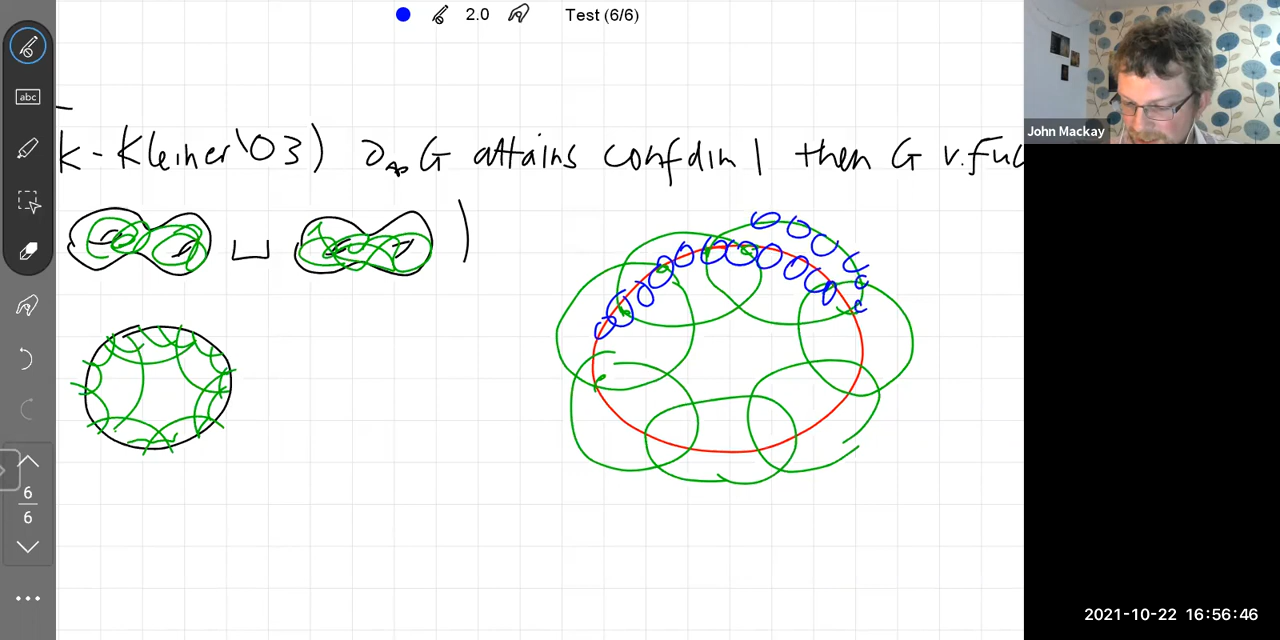 2.0 Test (6/6)
abc
John Mackay
k - Kleiner '03) ∂∞ G attains confdim 1 then G v.Fuc
⊔ )
6
6
2021-10-22 16:56:46